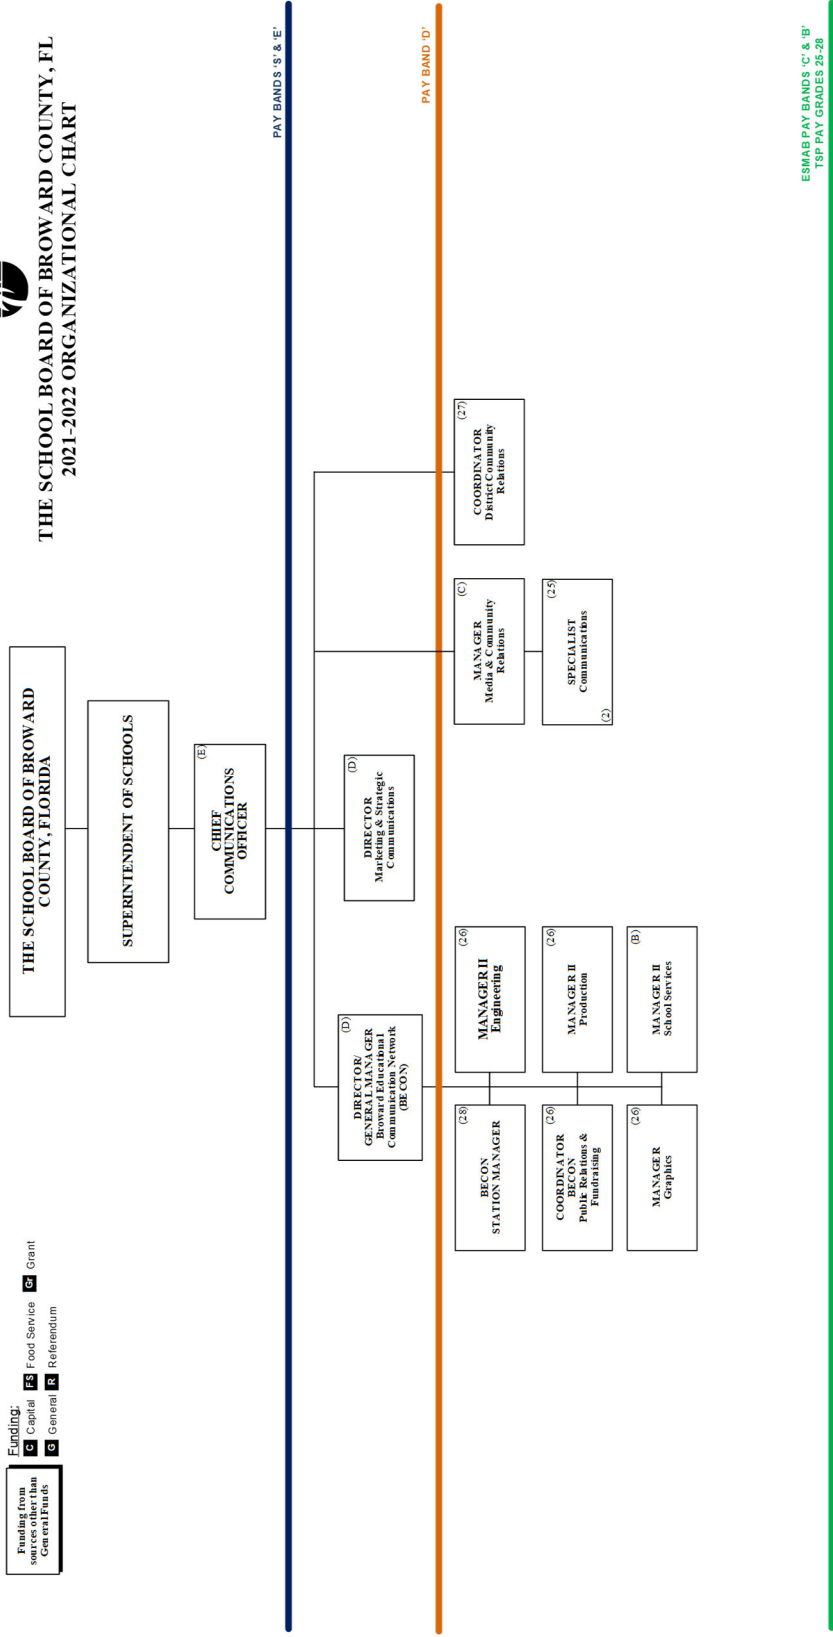 Funding from
sources other than
General Funds
Funding:
C Capital FS Food Service Gr Grant
G General R Referendum
THE SCHOOL BOARD OF BROWARD
COUNTY, FLORIDA
THE SCHOOL BOARD OF BROWARD COUNTY, FL
2021-2022 ORGANIZATIONAL CHART
SUPERINTENDENT OF SCHOOLS
(E)
CHIEF
COMMUNICATIONS
OFFICER
PAY BANDS ‘S’ & ‘E’
(D)
DIRECTOR/
GENERAL MANAGER
Broward Educational
Communication Network
(BECON)
(D)
DIRECTOR
Marketing & Strategic
Communications
PAY BAND ‘D’
(28)
BECON
STATION MANAGER
(26)
MANAGER II
Engineering
(C)
MANAGER
Media & Community
Relations
(27)
COORDINATOR
District Community
Relations
(26)
COORDINATOR
BECON
Public Relations &
Fundraising
(26)
MANAGER II
Production
(25)
SPECIALIST
Communications
(2)
(26)
MANAGER
Graphics
(B)
MANAGER II
School Services
ESMAB PAY BANDS ‘C’ & ‘B’
TSP PAY GRADES 25-28